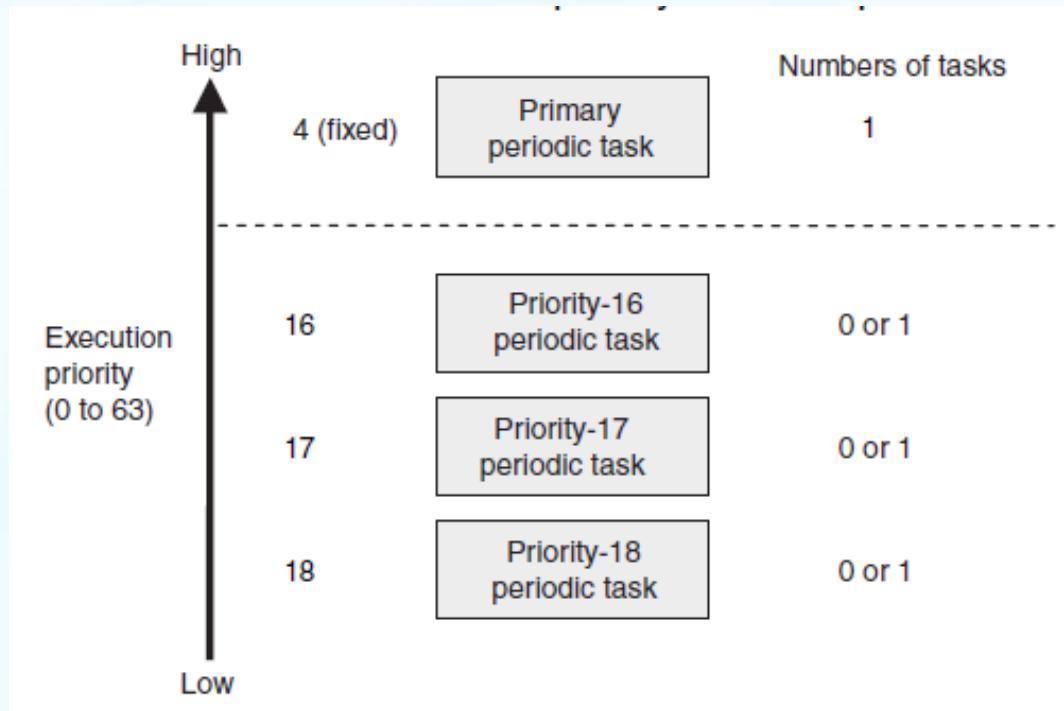 High
Numbers of tasks
4 (fixed)
Primary
periodic task
1
16
Priority-16
periodic task
0 or 1
Execution
priority
(0 to 63)
17
Priority-17
periodic task
0 or 1
18
Priority-18
periodic task
0 or 1
Low